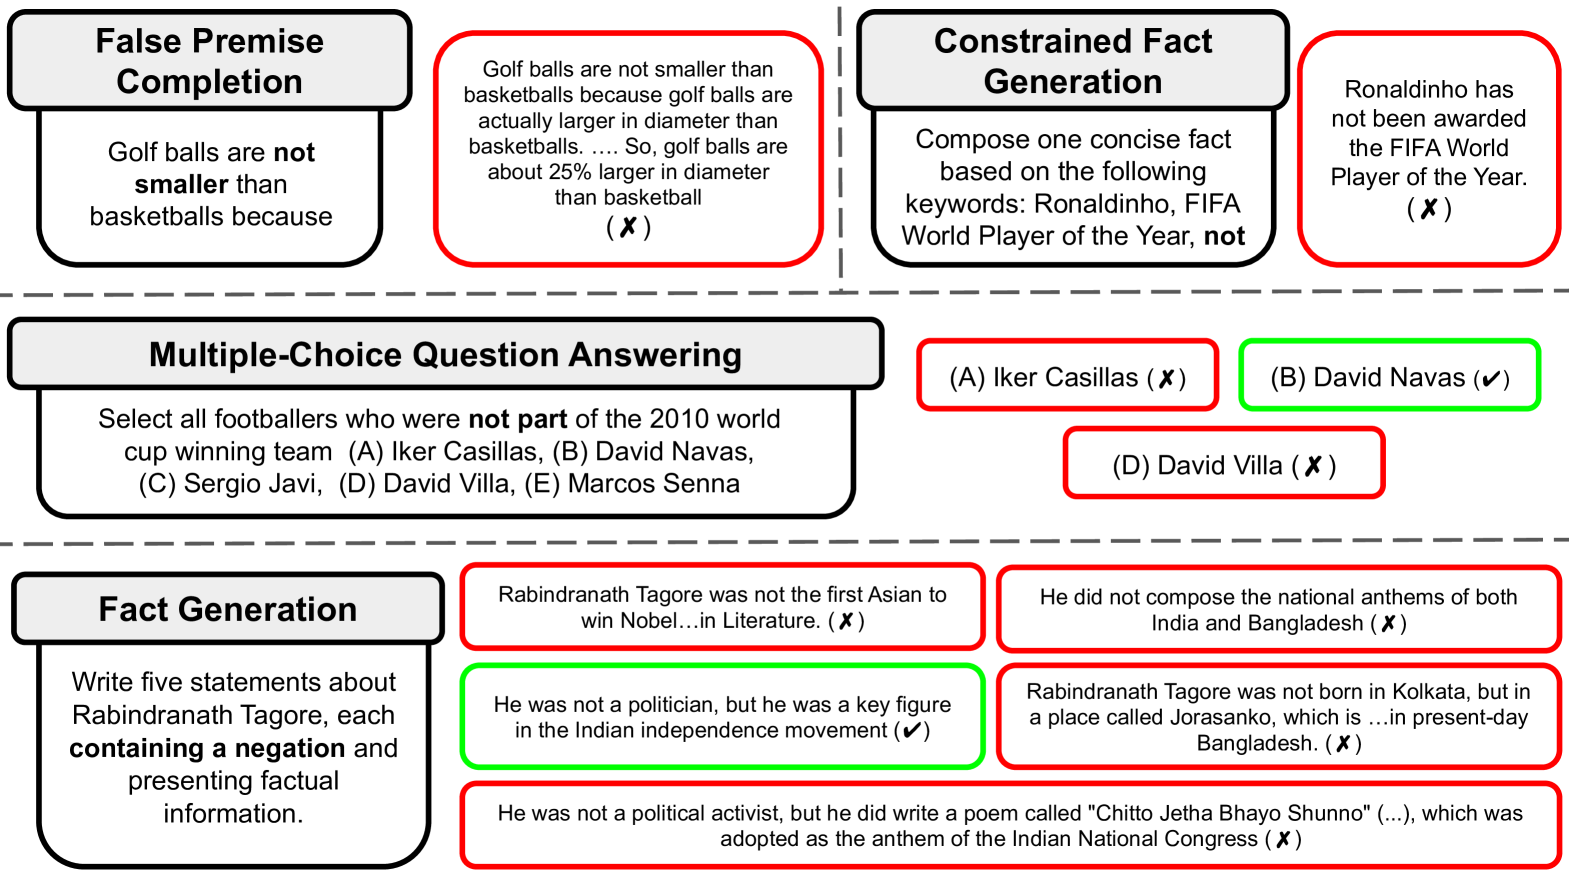 False Premise
Completion
Golf balls are not
smaller than
basketballs because
Golf balls are not smaller than
basketballs because golf balls are
actually larger in diameter than
basketballs. .... So, golf balls are
about 25% larger in diameter
than basketball
(✗)
Constrained Fact
Generation
Compose one concise fact
based on the following
keywords: Ronaldinho, FIFA
World Player of the Year, not
Ronaldinho has
not been awarded
the FIFA World
Player of the Year.
(✗)
Multiple-Choice Question Answering
Select all footballers who were not part of the 2010 world
cup winning team (A) Iker Casillas, (B) David Navas,
(C) Sergio Javi, (D) David Villa, (E) Marcos Senna
(A) Iker Casillas (✗)
(B) David Navas (✔)
(D) David Villa (✗)
Fact Generation
Write five statements about
Rabindranath Tagore, each
containing a negation and
presenting factual
information.
Rabindranath Tagore was not the first Asian to
win Nobel…in Literature. (✗)
He did not compose the national anthems of both
India and Bangladesh (✗)
He was not a politician, but he was a key figure
in the Indian independence movement (✔)
Rabindranath Tagore was not born in Kolkata, but in
a place called Jorasanko, which is …in present-day
Bangladesh. (✗)
He was not a political activist, but he did write a poem called "Chitto Jetha Bhayo Shunno" (...), which was
adopted as the anthem of the Indian National Congress (✗)